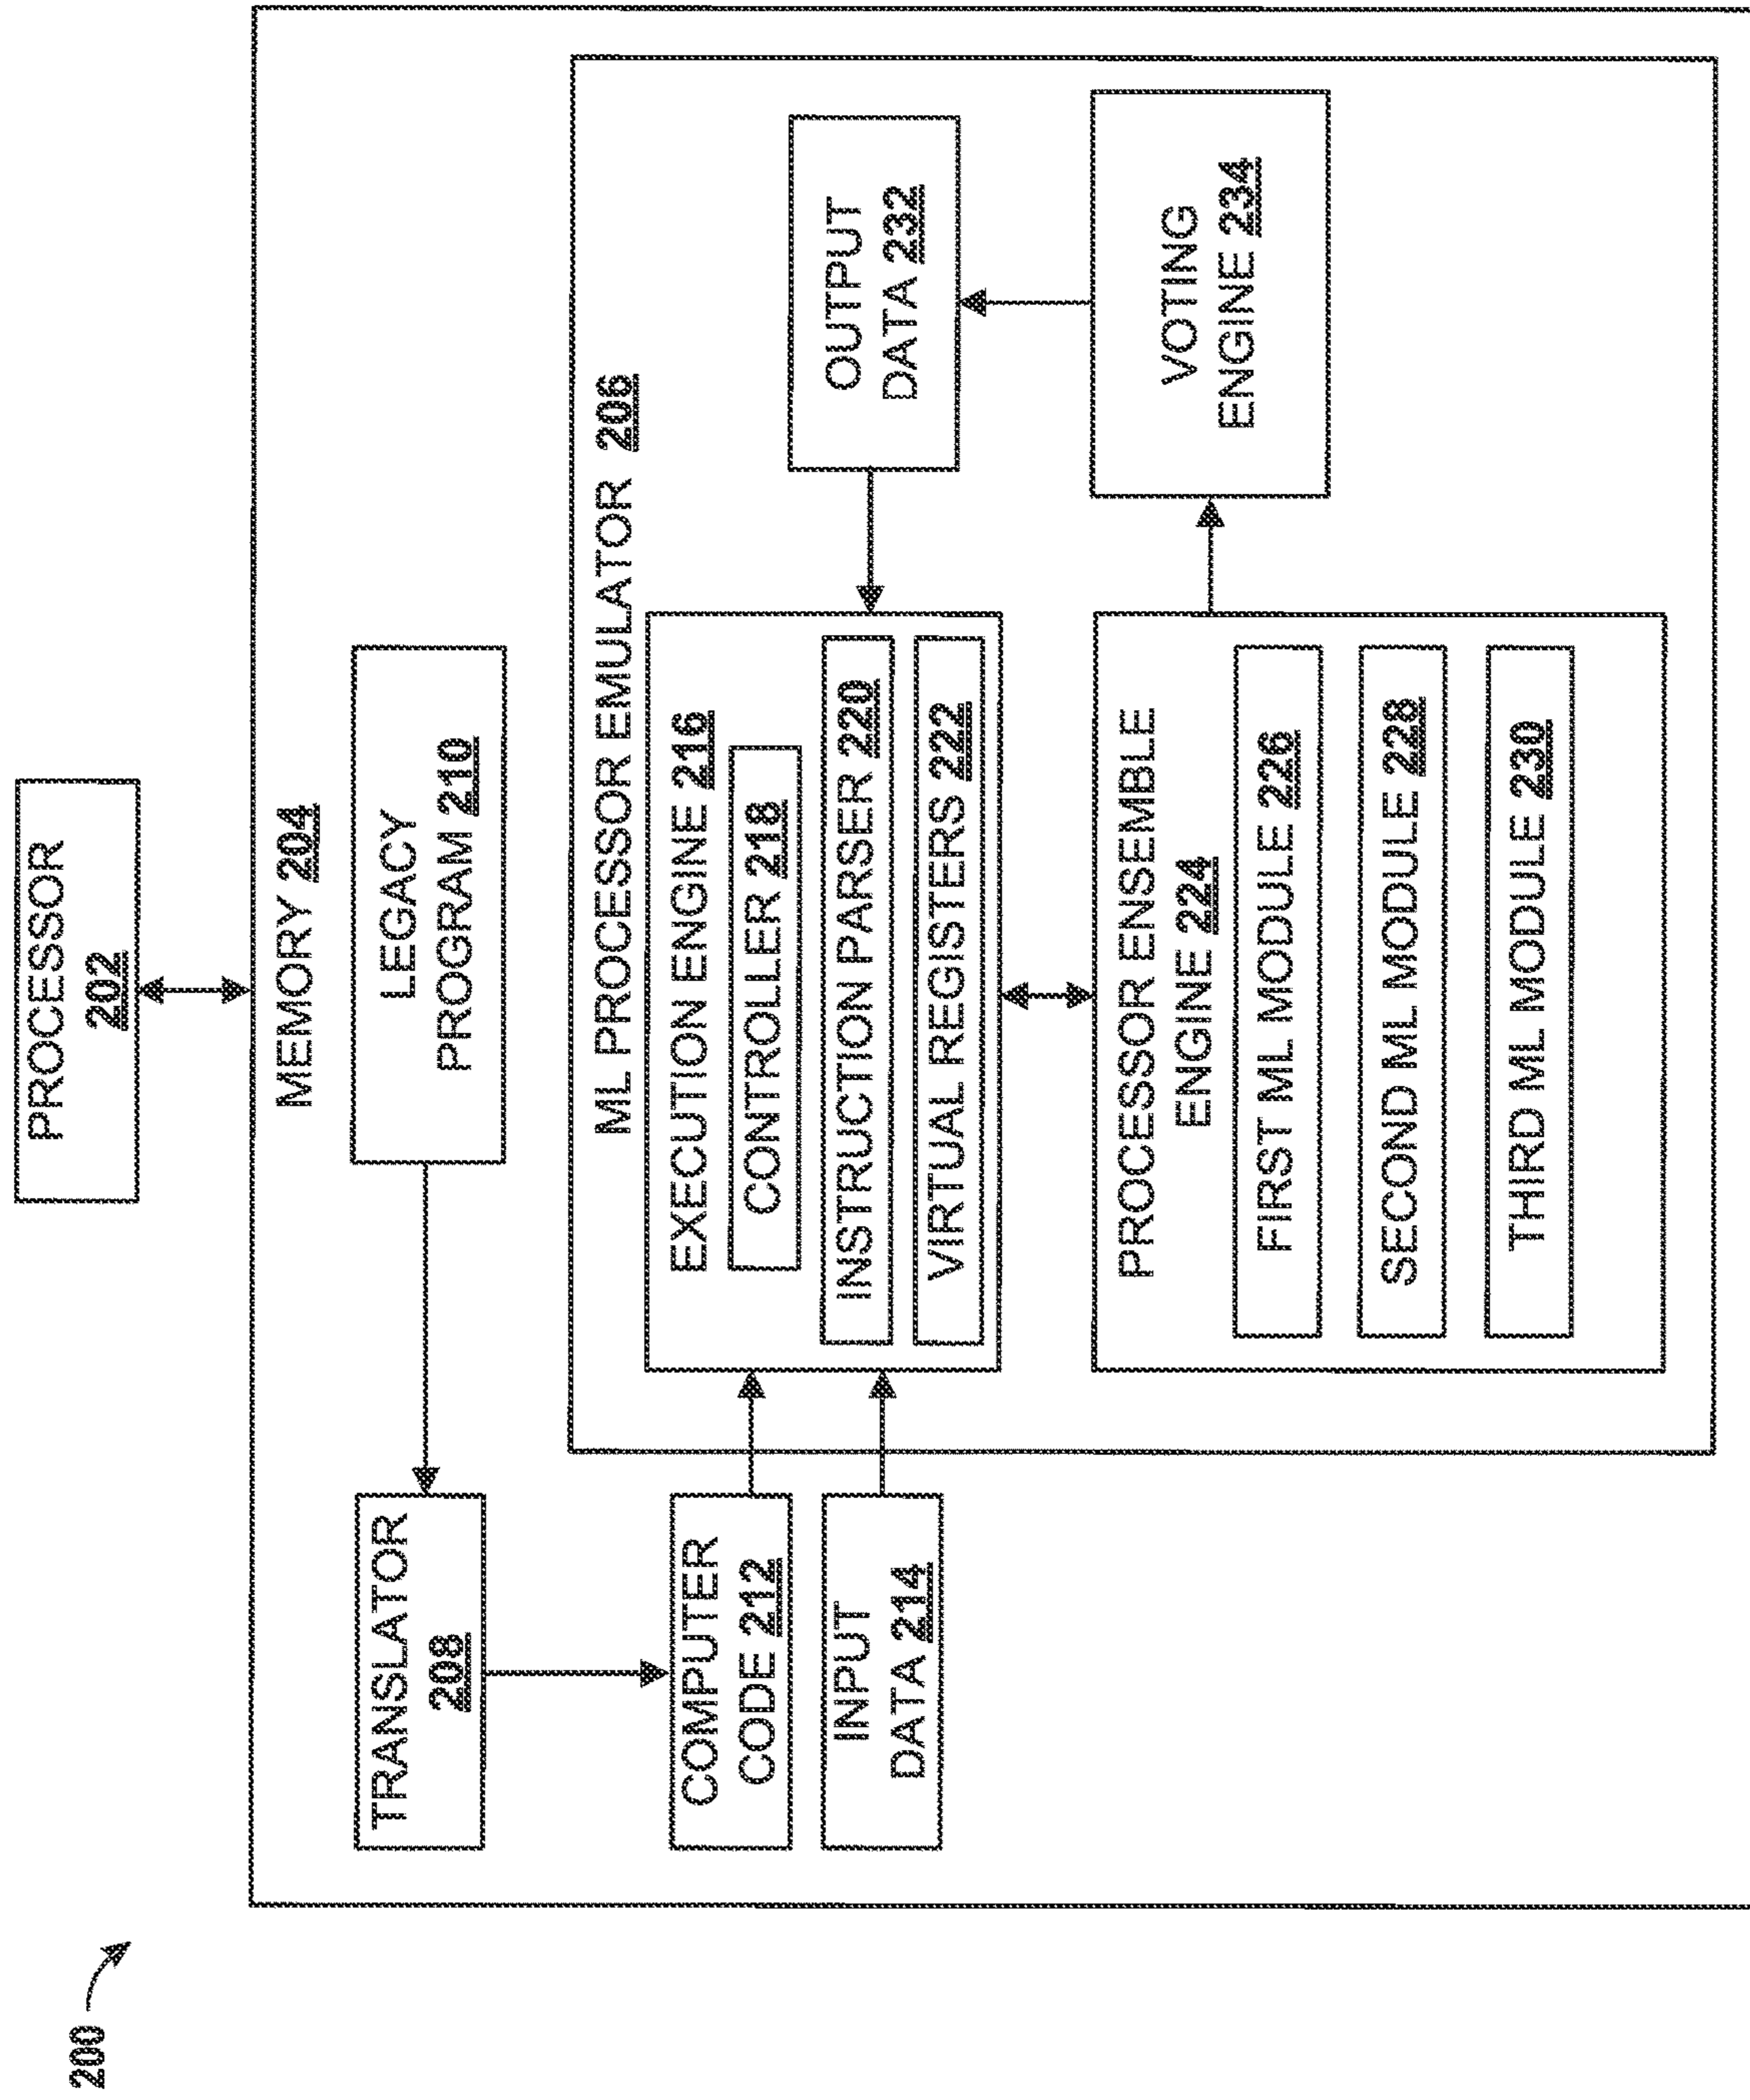 200
PROCESSOR
202
MEMORY 204
LEGACY
PROGRAM 210
TRANSLATOR
208
COMPUTER
CODE 212
INPUT
DATA 214
ML PROCESSOR EMULATOR 206
EXECUTION ENGINE 216
CONTROLLER 218
INSTRUCTION PARSER 220
VIRTUAL REGISTERS 222
PROCESSOR ENSEMBLE
ENGINE 224
FIRST ML MODULE 226
SECOND ML MODULE 228
THIRD ML MODULE 230
OUTPUT
DATA 232
VOTING
ENGINE 234